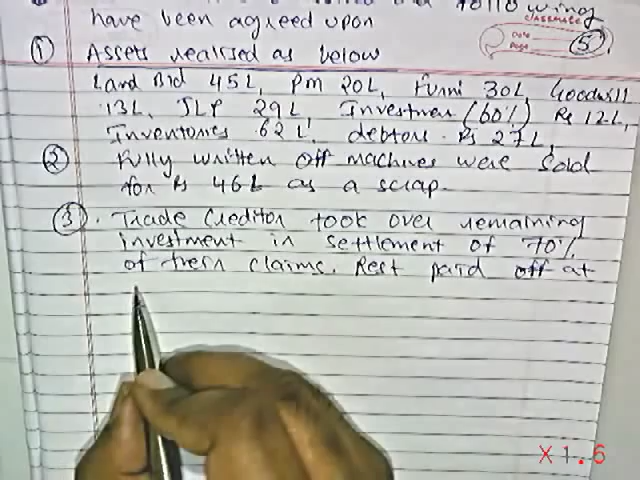 following
have been agreed upon
classmate
Date
Page
5
① Assets realised as below
Land Bld 45L, Pm 20L, Furni 30L Goodwill
13L, JLP 29L Investmen (60%) Rs 12L,
Inventories 62L, debtors Rs 27L,
② Fully written off machines were sold
for Rs 46L as a scrap.
③ Trade Creditor took over remaining
investment in settlement of 70%
of their claims. Rest paid off at
X1.6